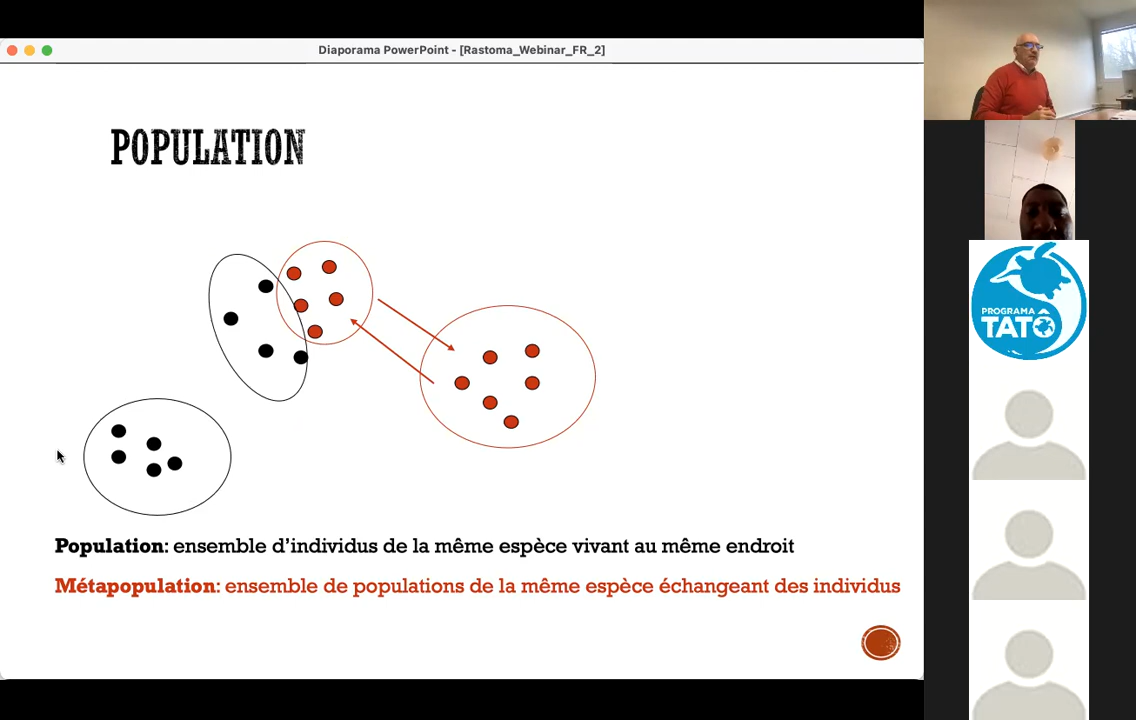 Diaporama PowerPoint - [Rastoma_Webinar_FR_2]
POPULATION
Population: ensemble d’individus de la même espèce vivant au même endroit
Métapopulation: ensemble de populations de la même espèce échangeant des individus
PROGRAMA
TATÔ